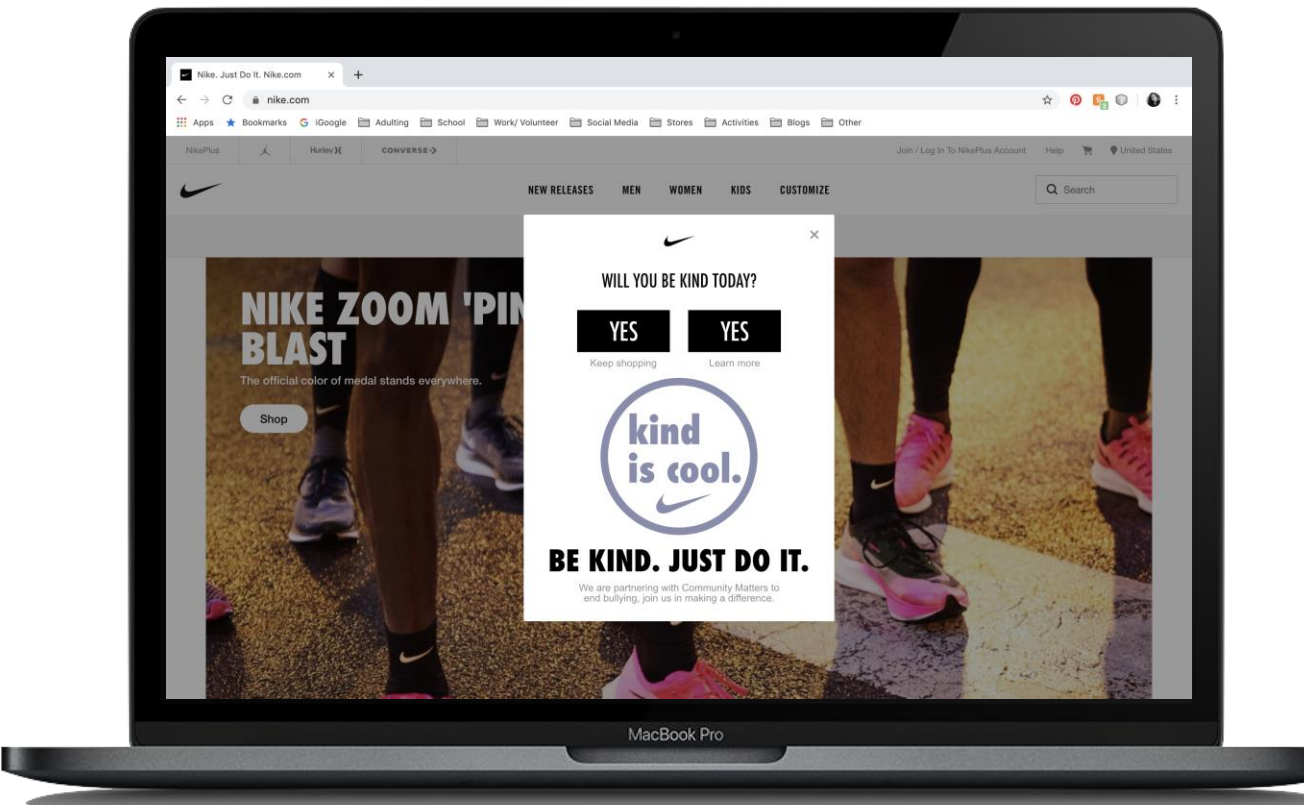 Nike. Just Do It. Nike.com
nike.com
Apps Bookmarks iGoogle Adulting School Work/ Volunteer Social Media Stores Activities Blogs Other
NikePlus Hurley CONVERSE Join / Log In To NikePlus Account Help United States
NEW RELEASES MEN WOMEN KIDS CUSTOMIZE Search
NIKE ZOOM
BLAST
The official color of medal stands everywhere.
Shop
WILL YOU BE KIND TODAY?
YES YES
Keep shopping Learn more
kind
is cool.
BE KIND. JUST DO IT.
We are partnering with Community Matters to
end bullying, join us in making a difference.
MacBook Pro